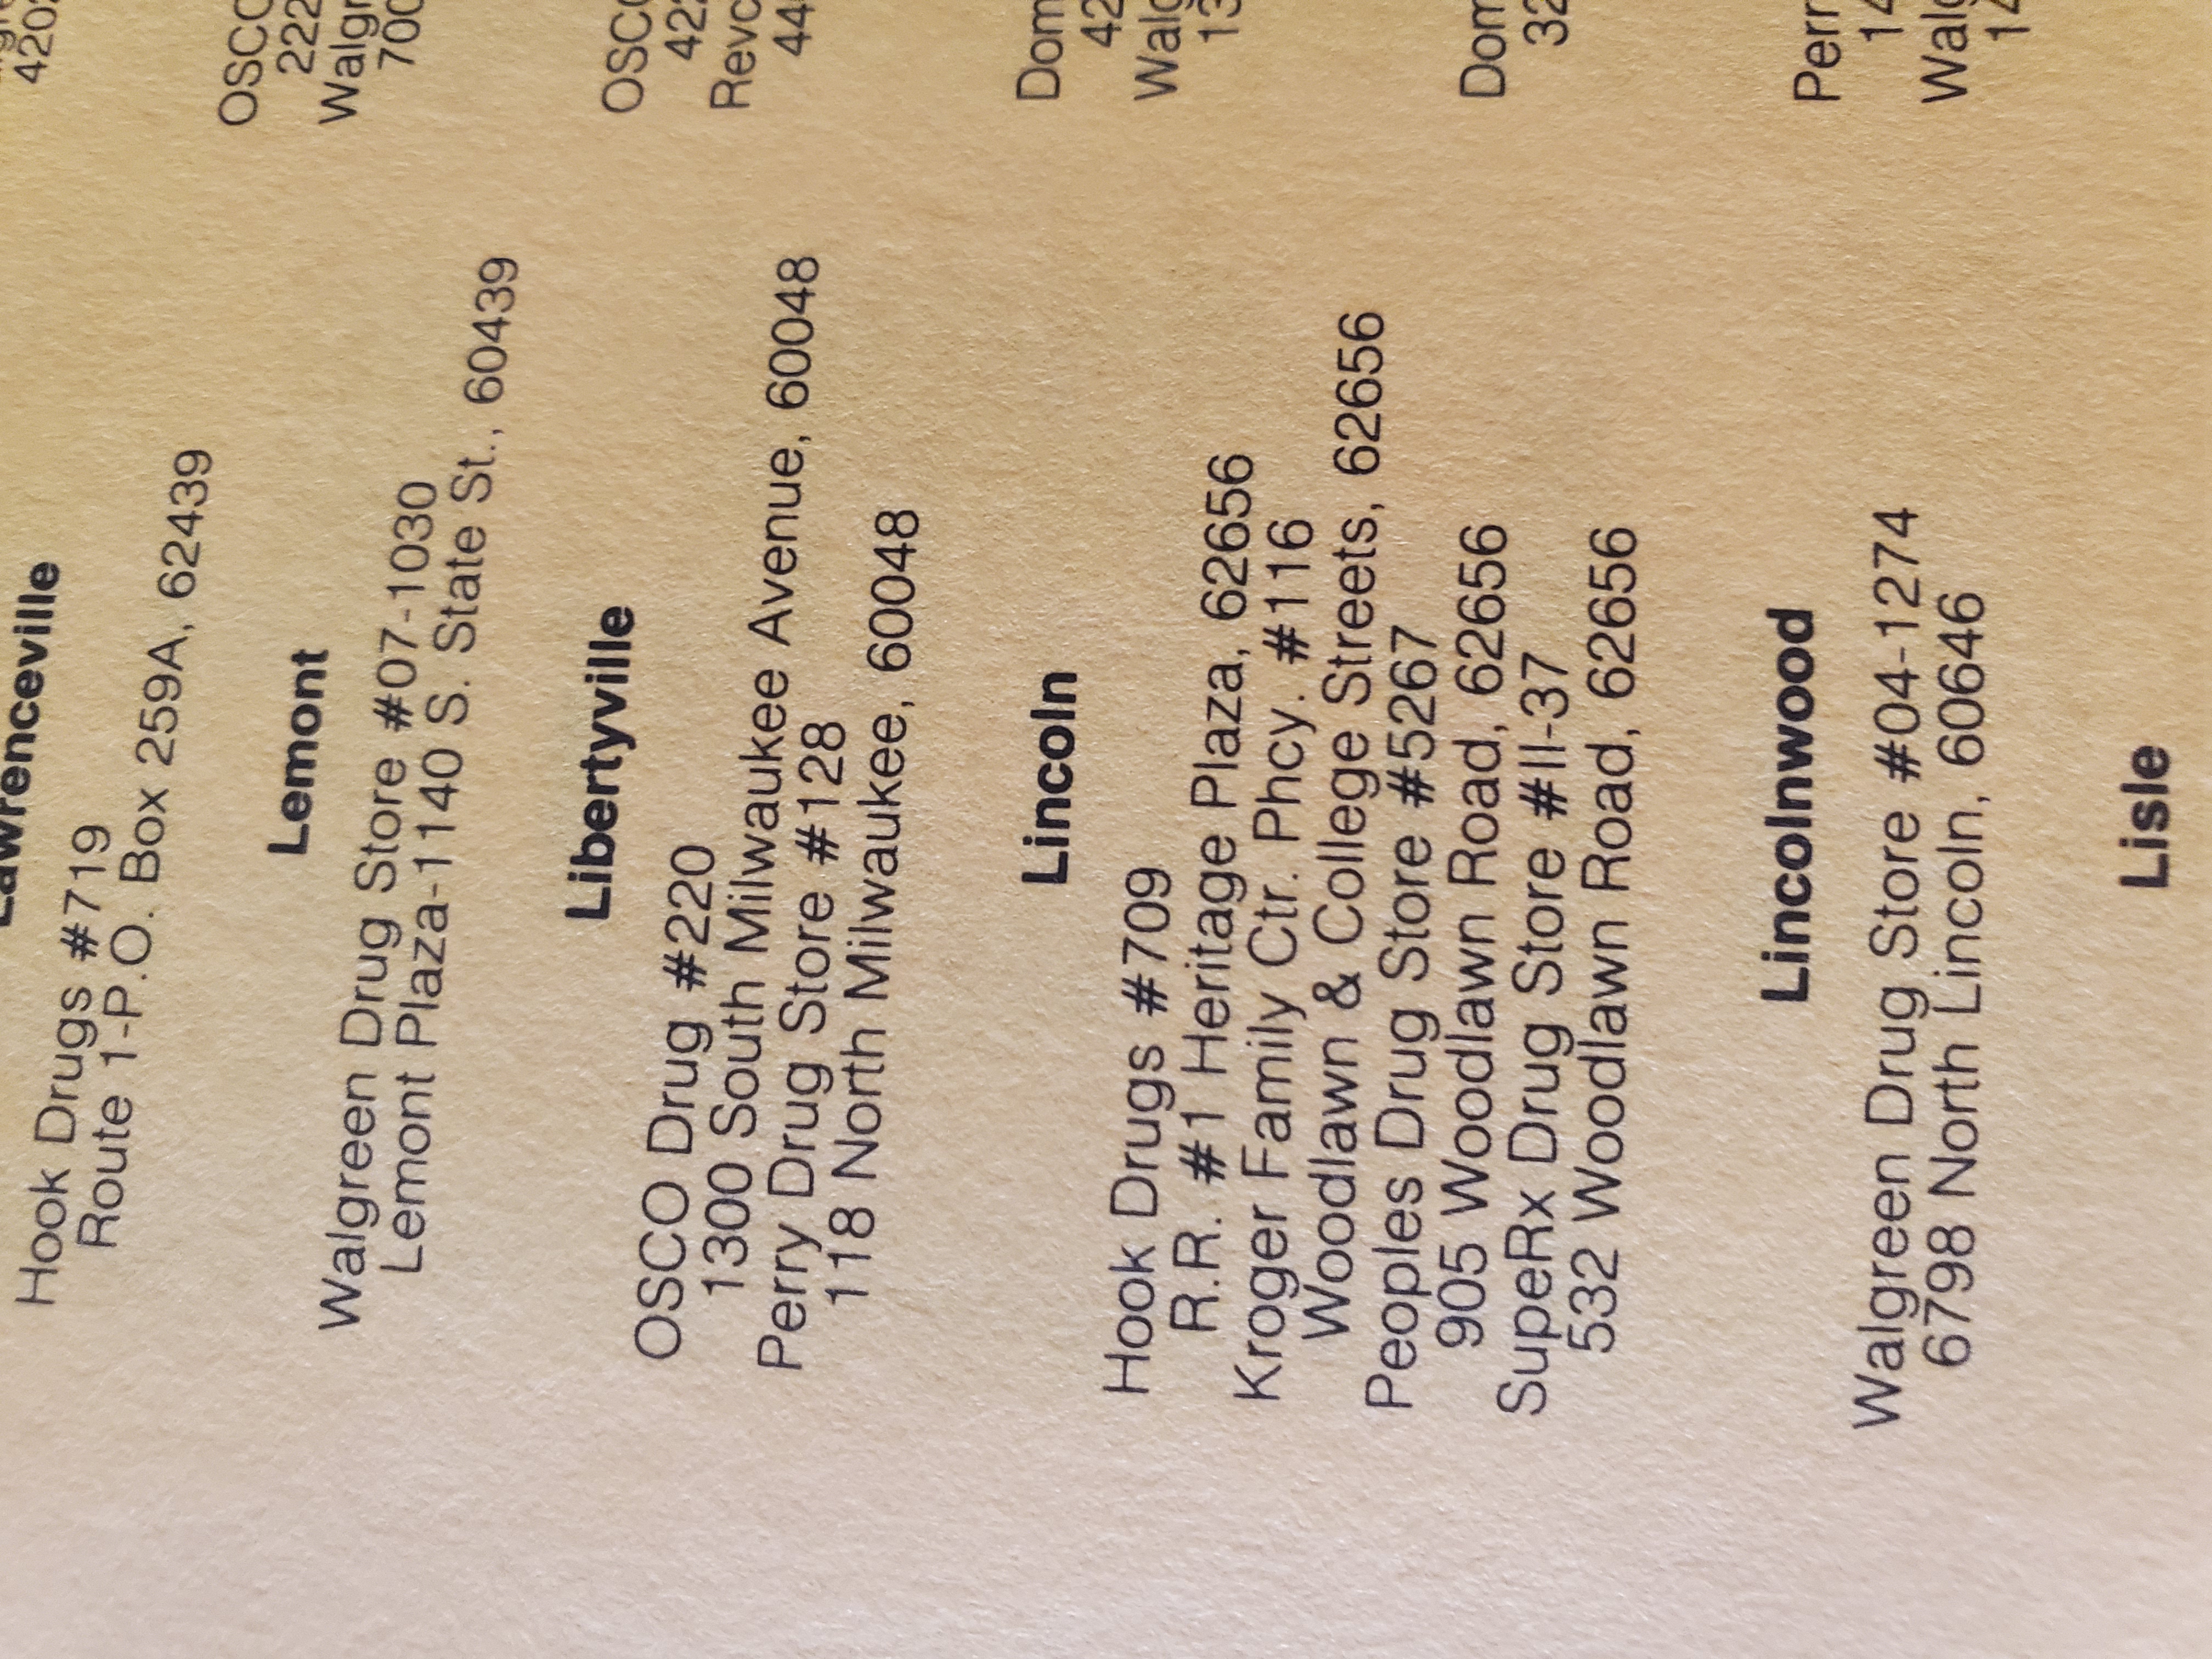 Lawrenceville
Hook Drugs #719
Route 1-P.O. Box 259A, 62439
Lemont
Walgreen Drug Store #07-1030
Lemont Plaza-1140 S. State St., 60439
Libertyville
OSCO Drug #220
1300 South Milwaukee Avenue, 60048
Perry Drug Store #128
118 North Milwaukee, 60048
Lincoln
Hook Drugs #709
R.R. #1 Heritage Plaza, 62656
Kroger Family Ctr. Phcy. #116
Woodlawn & College Streets, 62656
Peoples Drug Store #5267
905 Woodlawn Road, 62656
SupeRx Drug Store #II-37
532 Woodlawn Road, 62656
Lincolnwood
Walgreen Drug Store #04-1274
6798 North Lincoln, 60646
Lisle